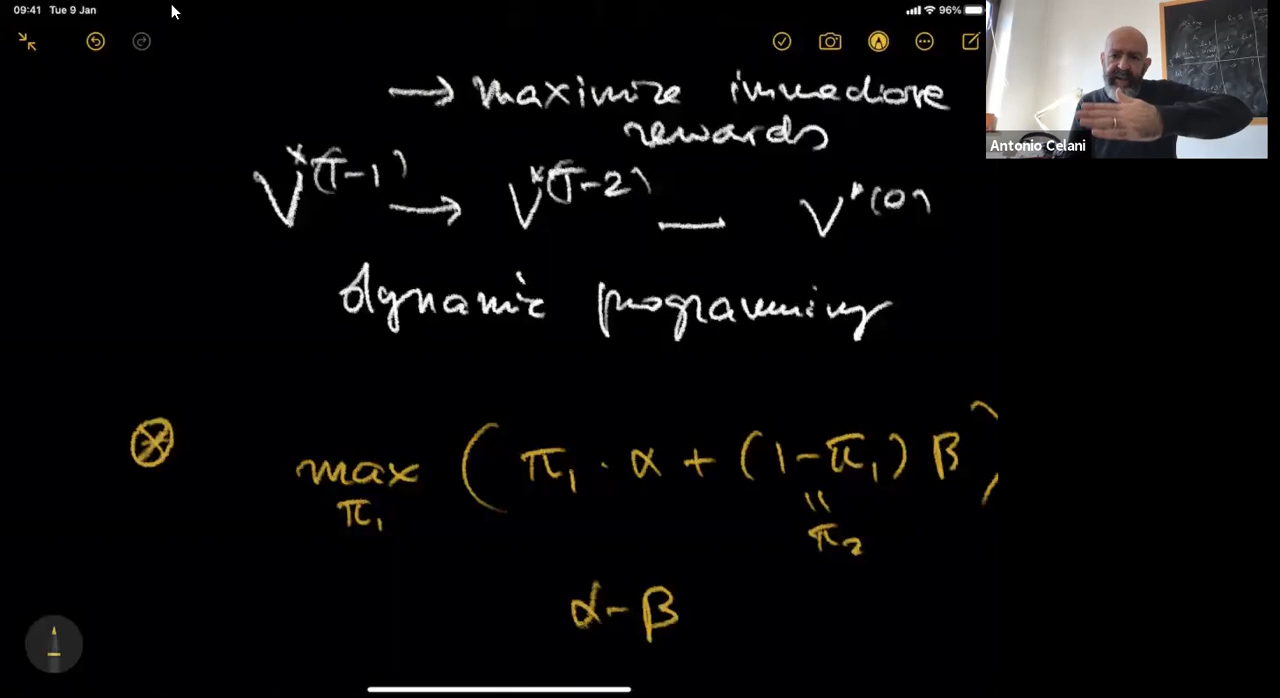 09:41 Tue 9 Jan
96%
→ maximize immediate
rewards
V*(T-1) → V*(T-2) — V*(0)
dynamic programming
⊗ max (π₁ · α + (1-π₁) β)
π₁
"
π₂
α-β
Antonio Celani